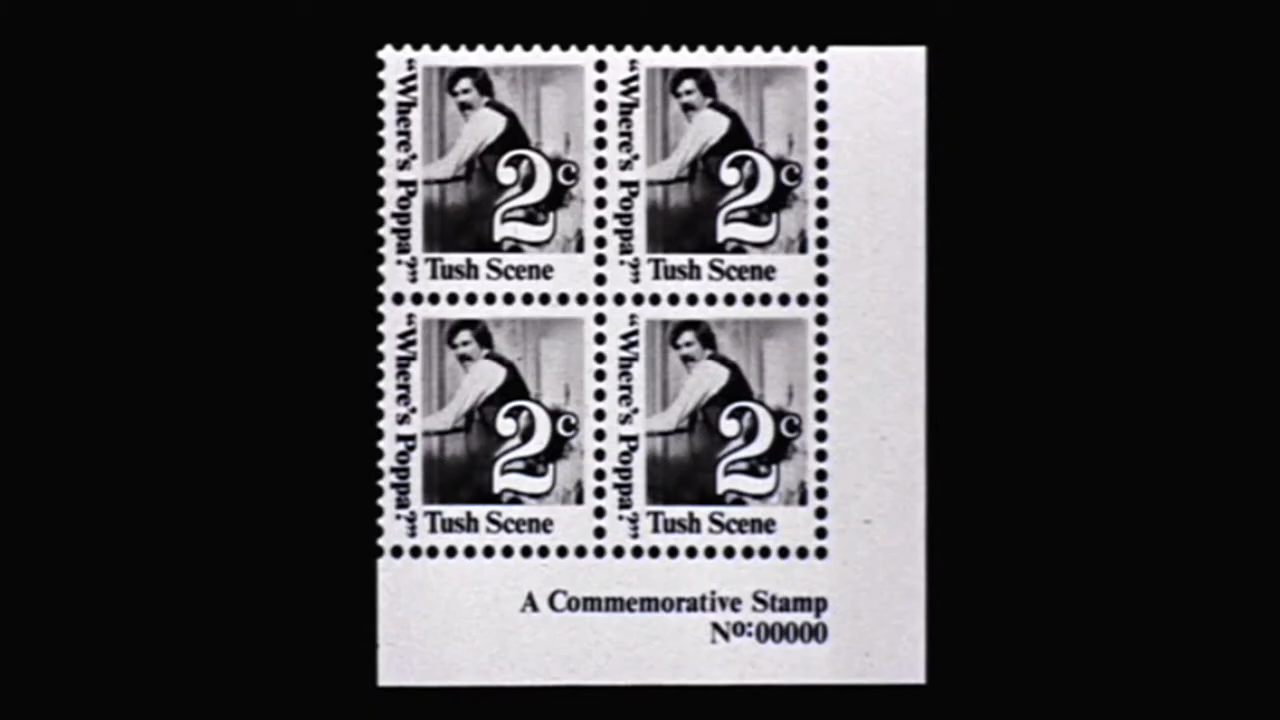 “Where’s Poppa?”
2c
Tush Scene
“Where’s Poppa?”
2c
Tush Scene
“Where’s Poppa?”
2c
Tush Scene
“Where’s Poppa?”
2c
Tush Scene
A Commemorative Stamp
No:00000